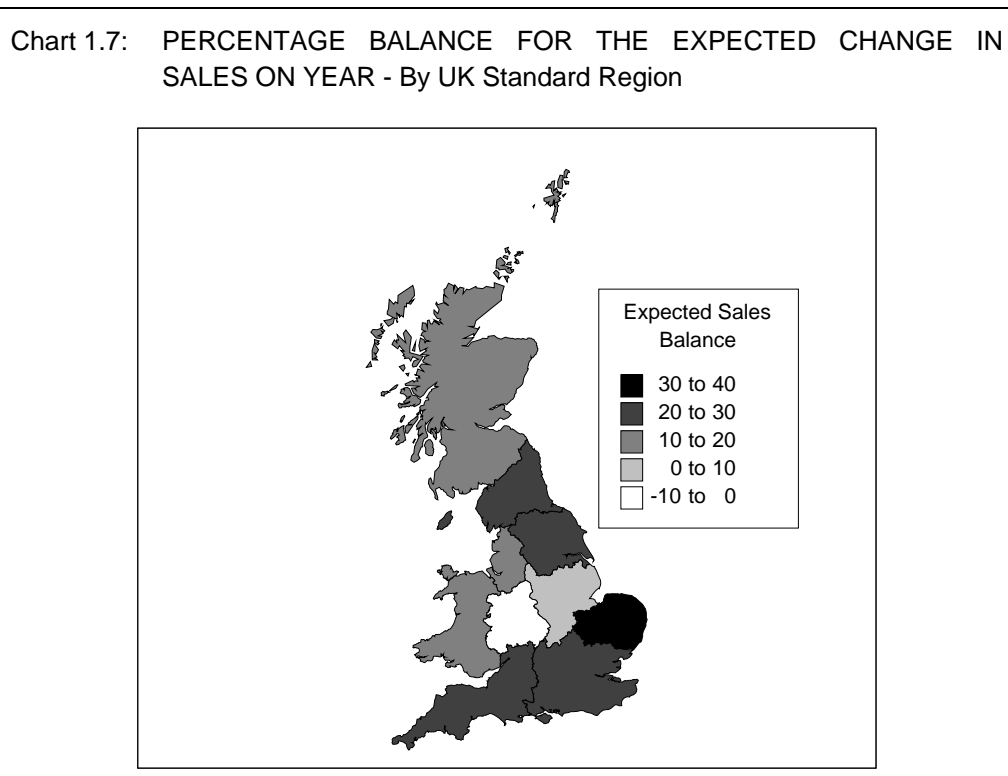 Chart 1.7: PERCENTAGE BALANCE FOR THE EXPECTED CHANGE IN
SALES ON YEAR - By UK Standard Region
Expected Sales
Balance
30 to 40
20 to 30
10 to 20
0 to 10
-10 to 0